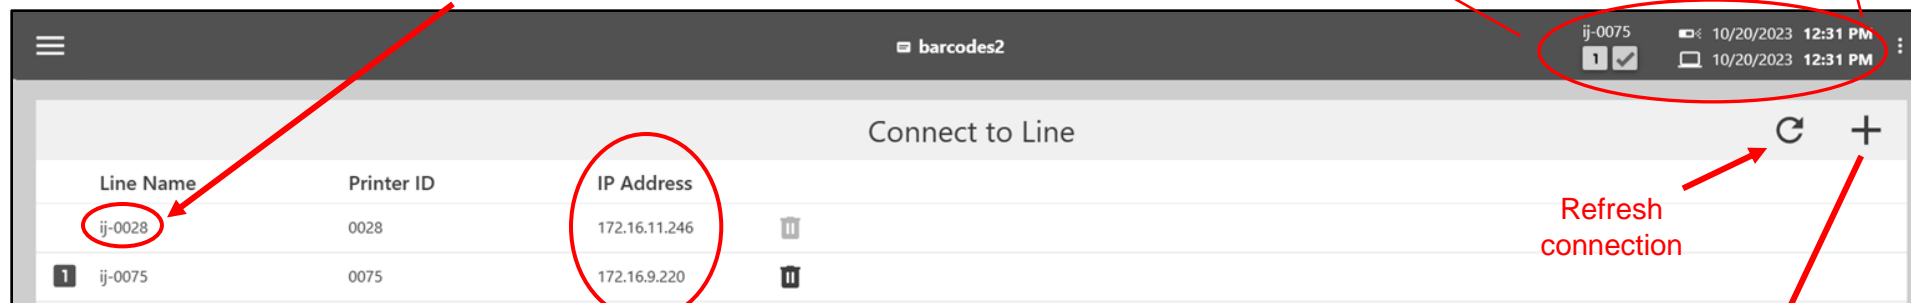 barcodes2
ij-0075
10/20/2023 12:31 PM
1
10/20/2023 12:31 PM
Connect to Line
Line Name Printer ID IP Address
Refresh
connection
ij-0028 0028 172.16.11.246
1 ij-0075 0075 172.16.9.220